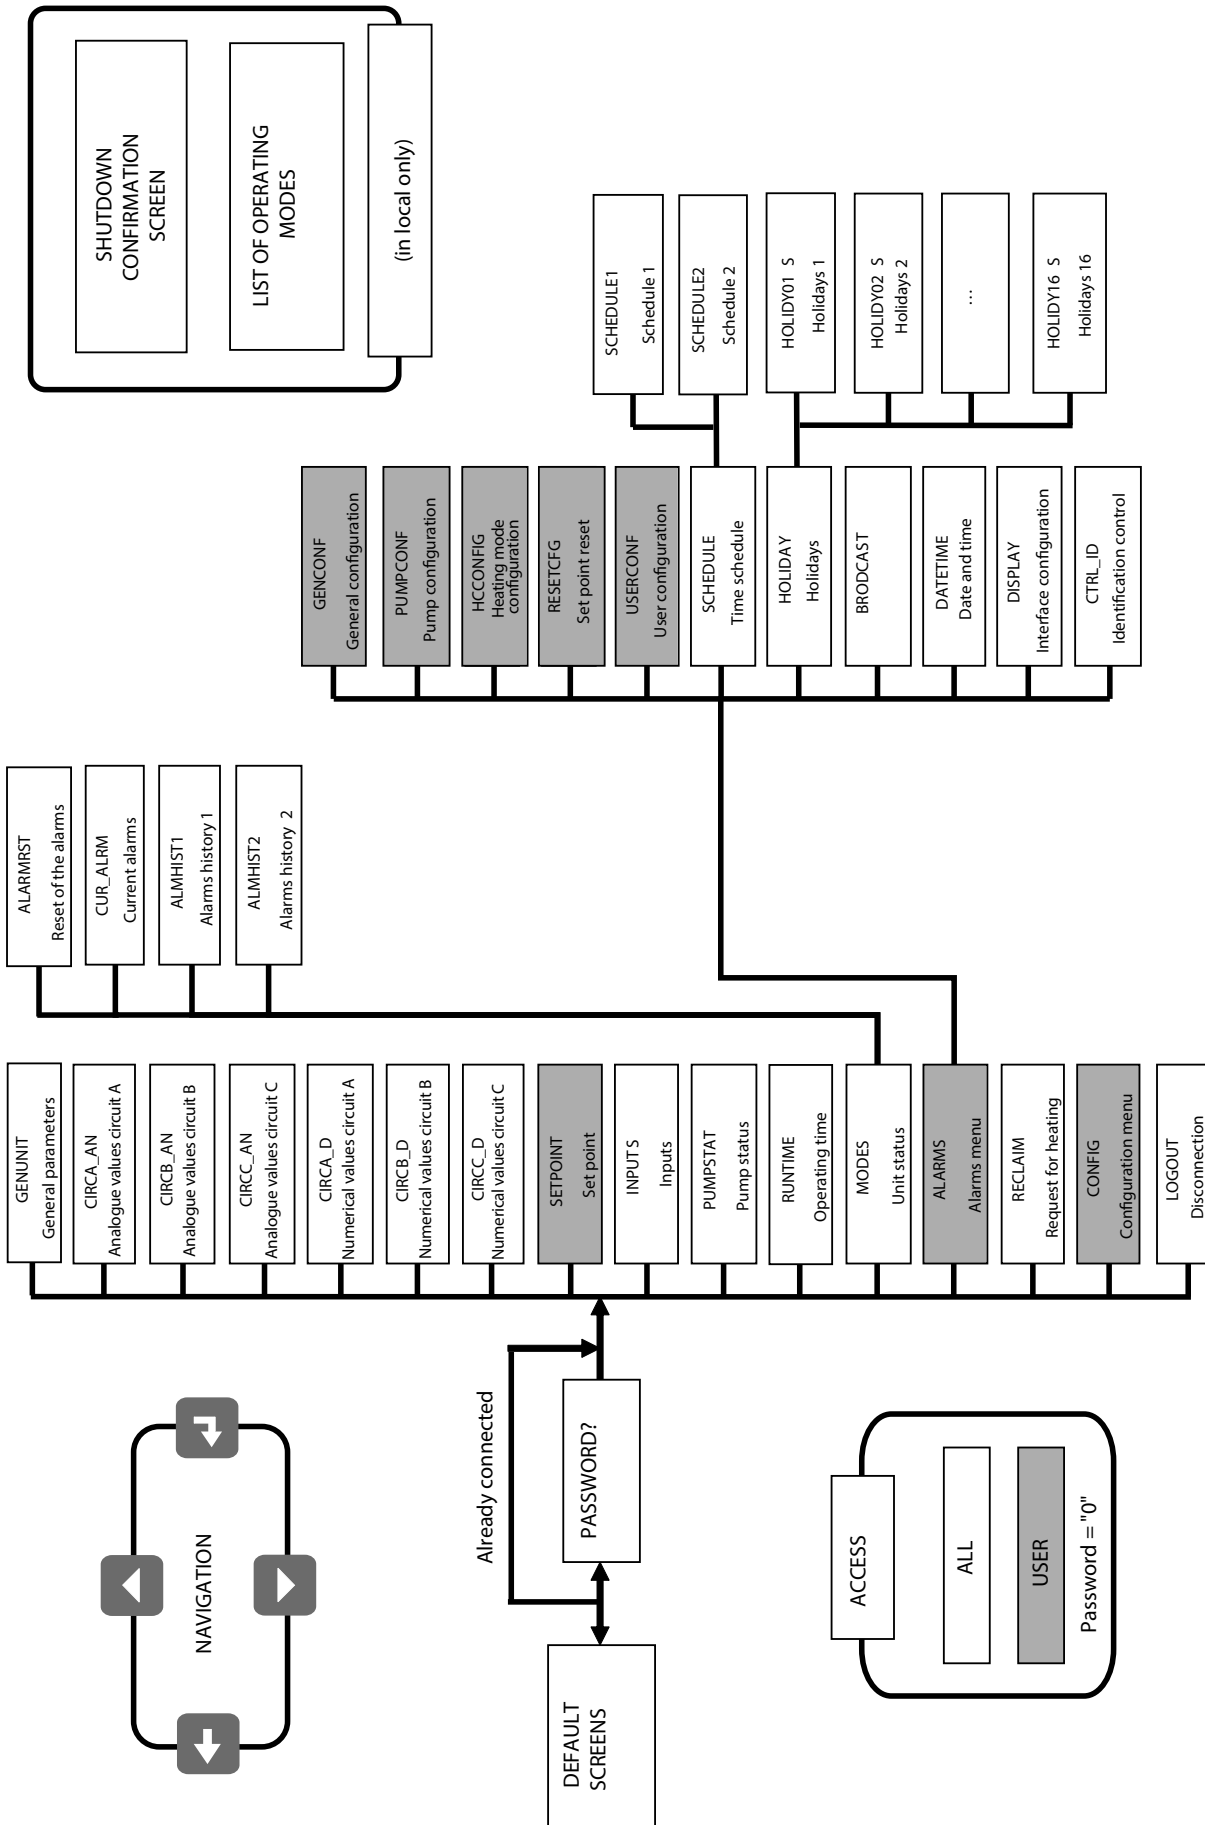 SHUTDOWN
CONFIRMATION
SCREEN
LIST OF OPERATING
MODES
(in local only)
NAVIGATION
DEFAULT
SCREENS
PASSWORD?
Already connected
ACCESS
ALL
USER
Password = "0"
GENUNIT
General parameters
CIRCA_AN
Analogue values circuit A
CIRCB_AN
Analogue values circuit B
CIRCC_AN
Analogue values circuit C
CIRCA_D
Numerical values circuit A
CIRCB_D
Numerical values circuit B
CIRCC_D
Numerical values circuit C
SETPOINT
Set point
INPUT S
Inputs
PUMPSTAT
Pump status
RUNTIME
Operating time
MODES
Unit status
ALARMS
Alarms menu
RECLAIM
Request for heating
CONFIG
Configuration menu
LOGOUT
Disconnection
ALARMRST
Reset of the alarms
CUR_ALRM
Current alarms
ALMHIST1
Alarms history 1
ALMHIST2
Alarms history 2
GENCONF
General configuration
PUMPCONF
Pump configuration
HCCONFIG
Heating mode
configuration
RESETCFG
Set point reset
USERCONF
User configuration
SCHEDULE
Time schedule
HOLIDAY
Holidays
BRODCAST
DATETIME
Date and time
DISPLAY
Interface configuration
CTRL_ID
Identification control
SCHEDULE1
Schedule 1
SCHEDULE2
Schedule 2
HOLIDY01 S
Holidays 1
HOLIDY02 S
Holidays 2
...
HOLIDY16 S
Holidays 16